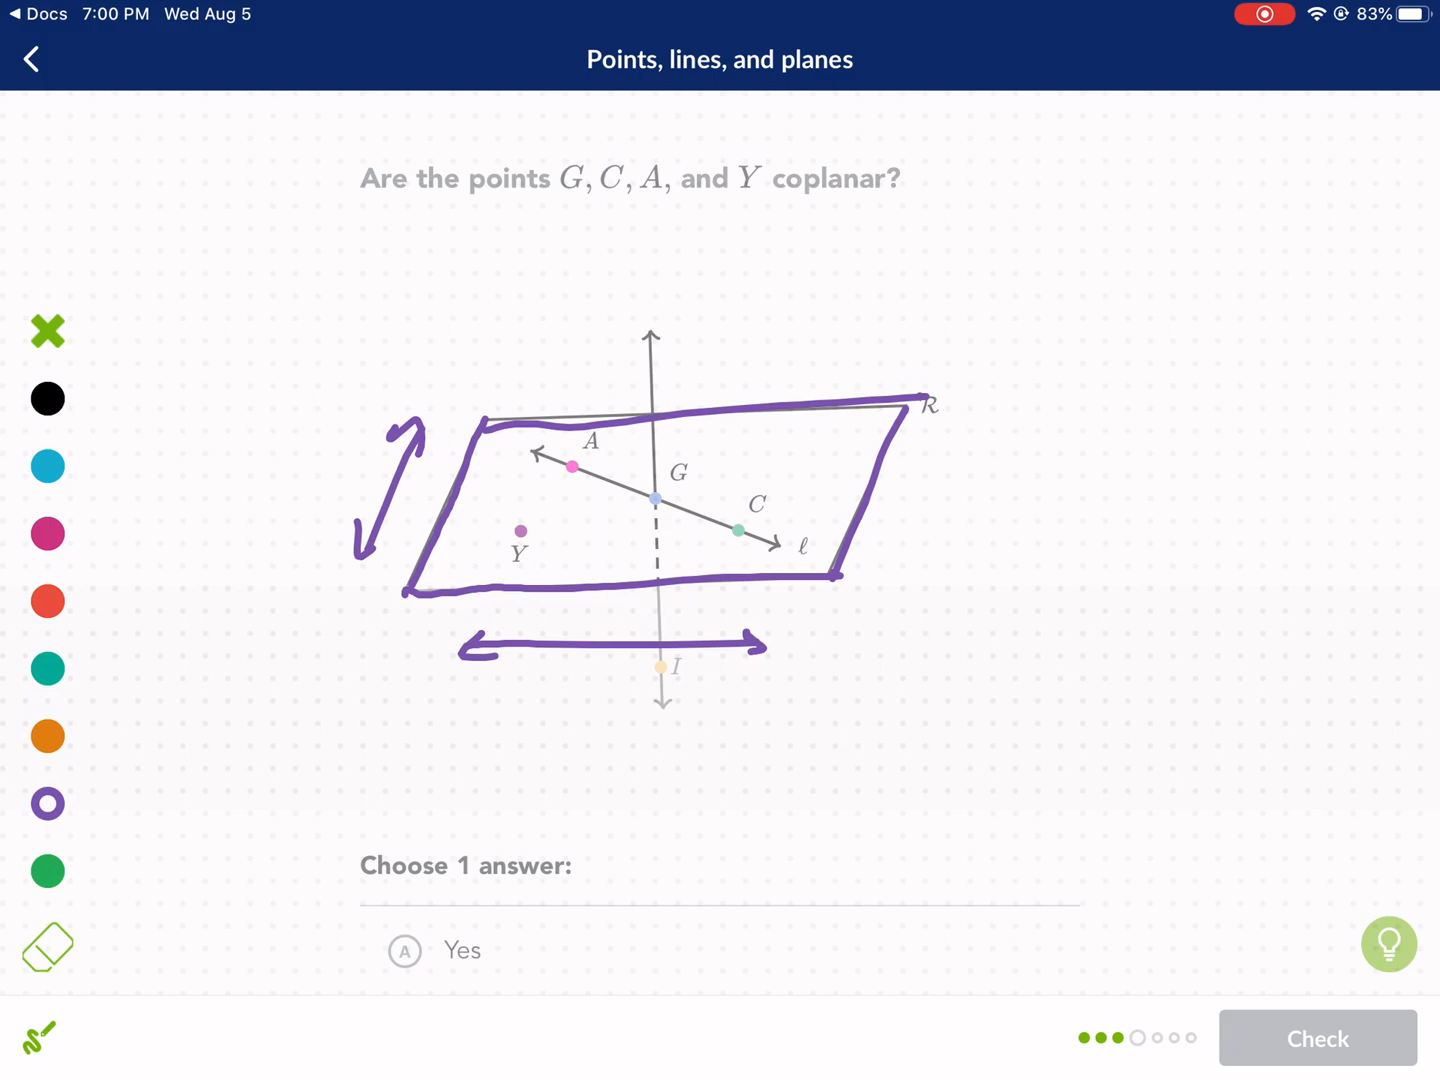 Docs 7:00 PM Wed Aug 5 83%
Points, lines, and planes
Are the points G, C, A, and Y coplanar?
R
A
G
C
Y
ℓ
I
Choose 1 answer:
A Yes
Check